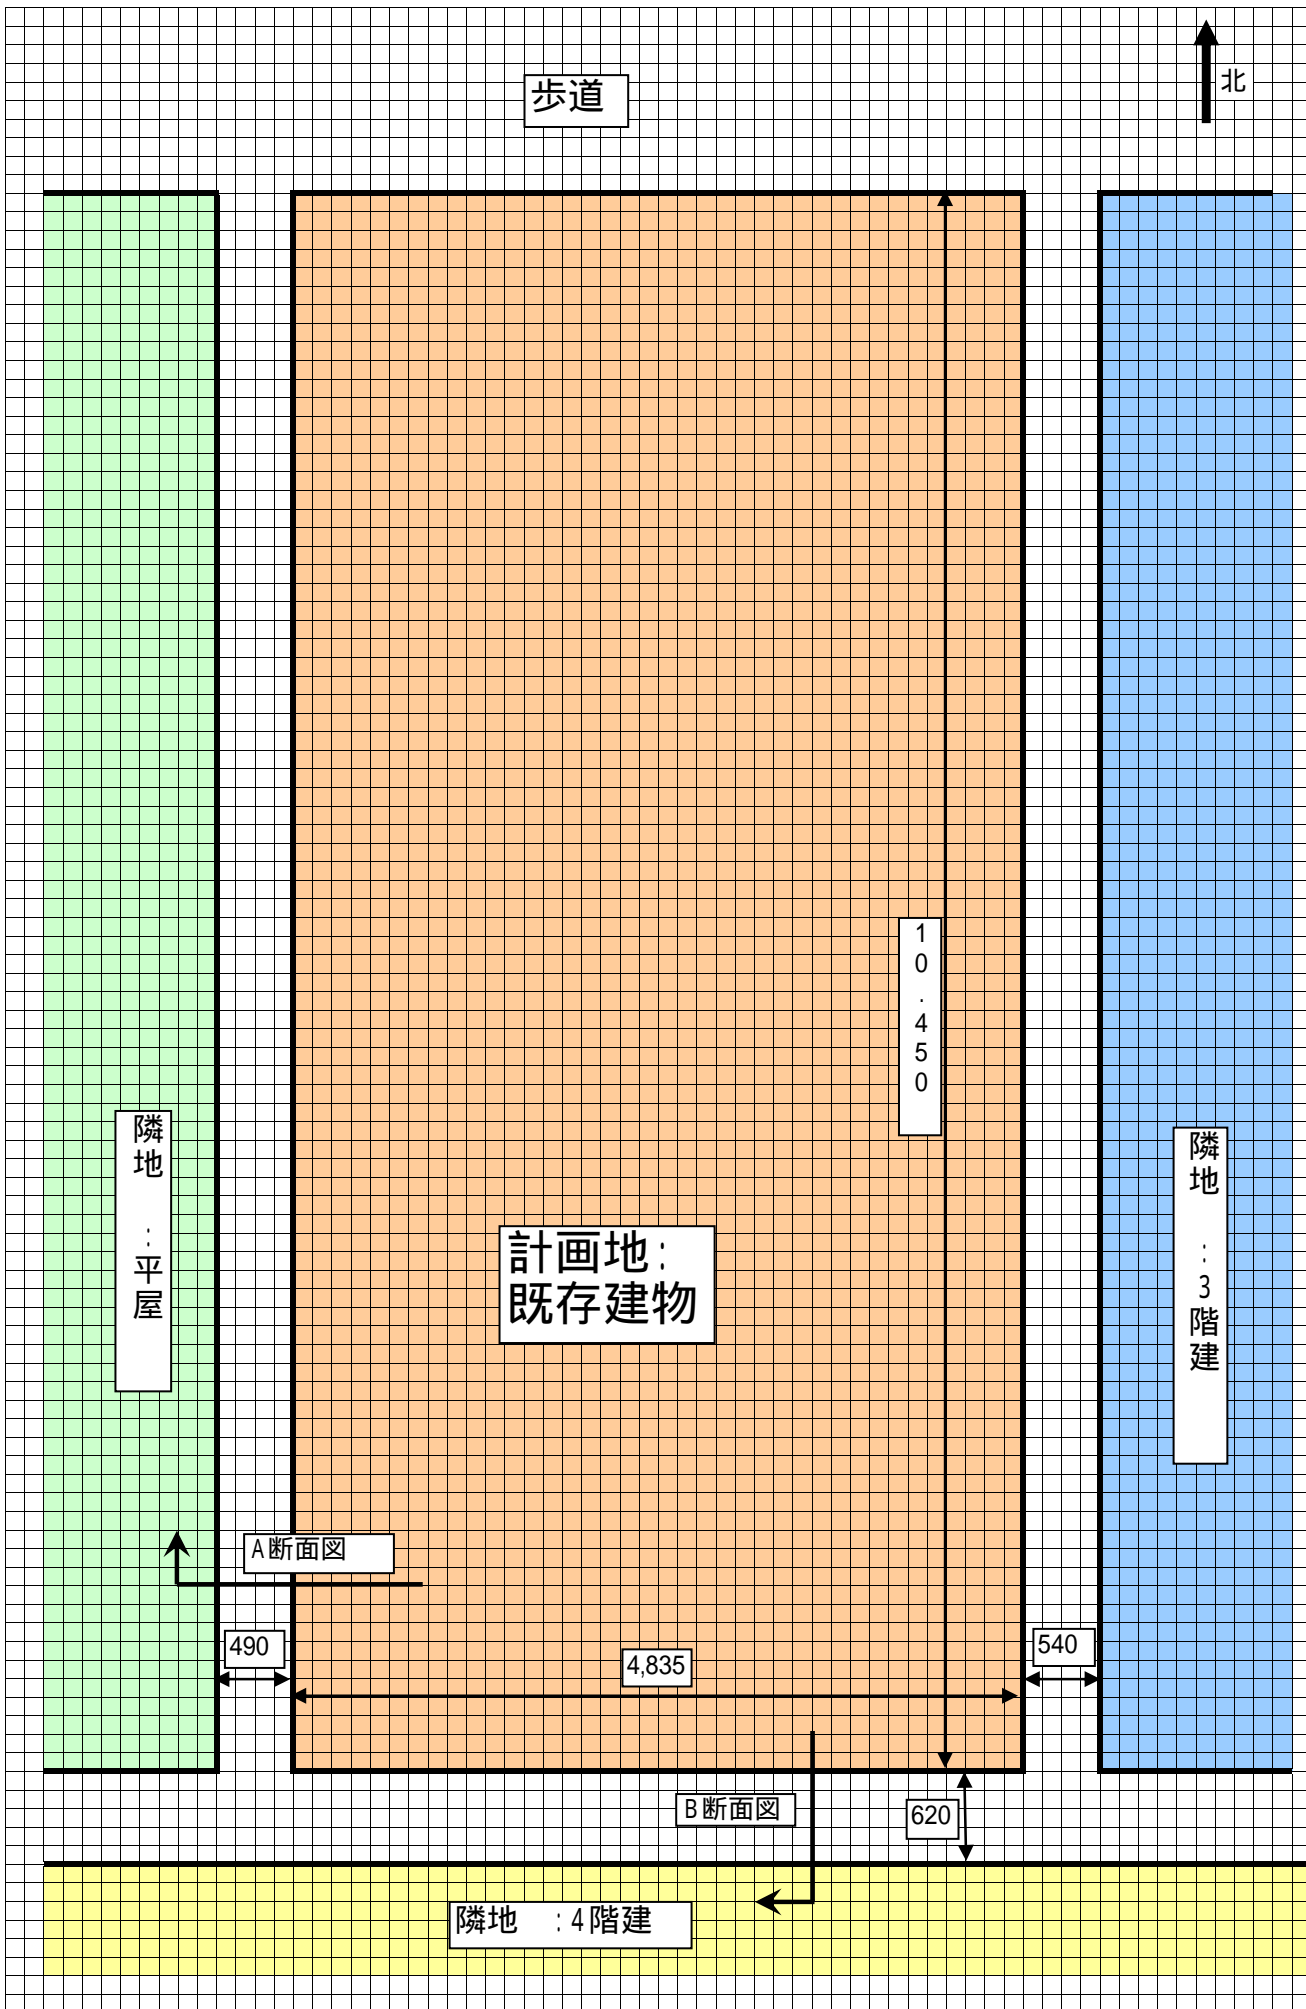 歩道
北
10.450
隣地　:平屋
隣地　:3階建
計画地:
既存建物
A断面図
490
4,835
540
B断面図
620
隣地　:4階建